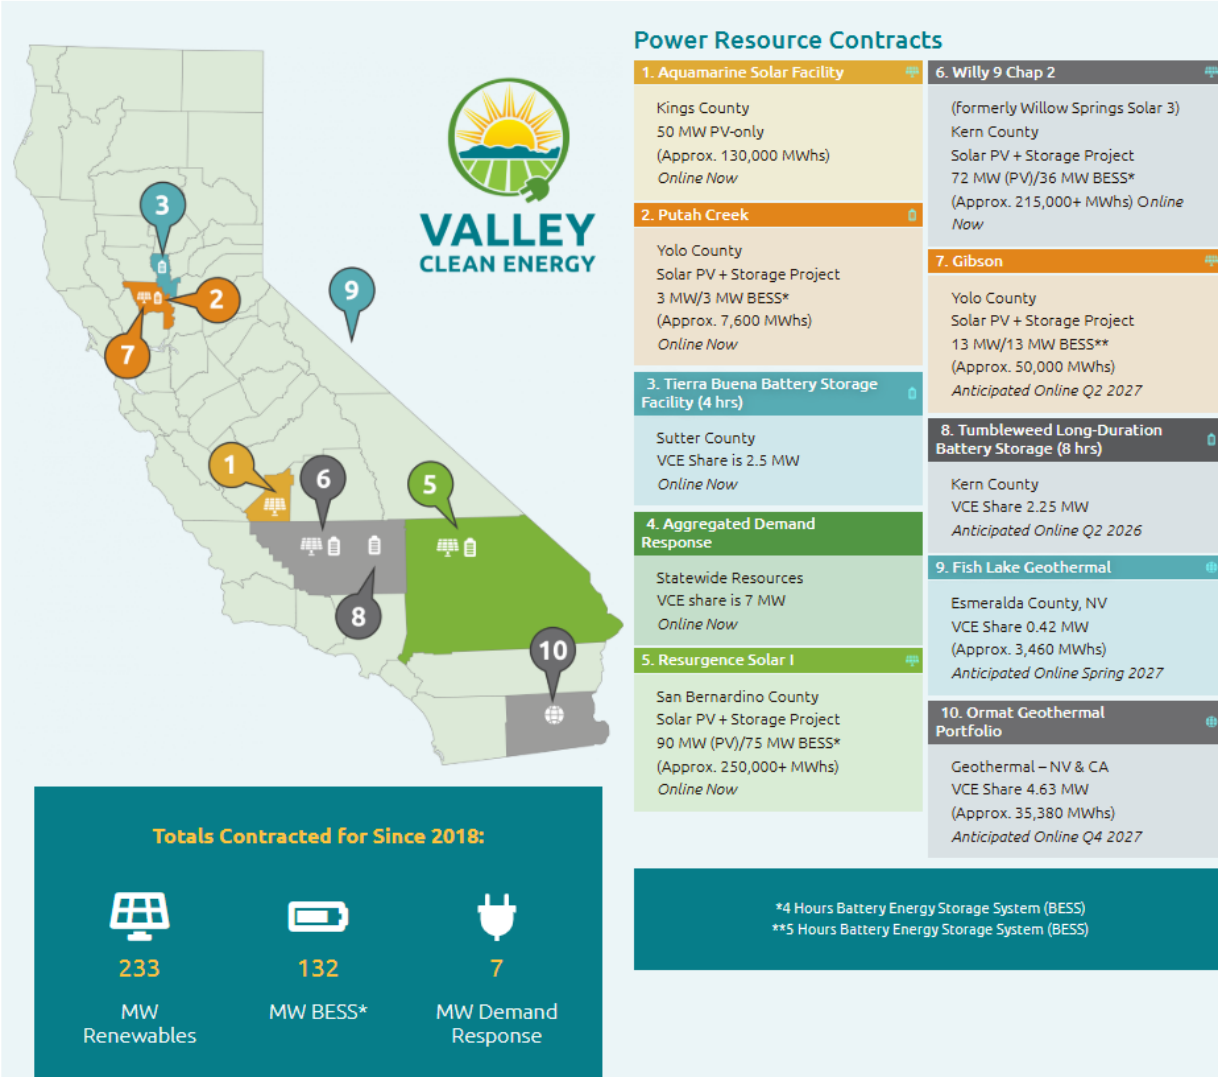 Power Resource Contracts
1. Aquamarine Solar Facility
Kings County
50 MW PV-only
(Approx. 130,000 MWhs)
Online Now
2. Putah Creek
Yolo County
Solar PV + Storage Project
3 MW/3 MW BESS*
(Approx. 7,600 MWhs)
Online Now
3. Tierra Buena Battery Storage
Facility (4 hrs)
Sutter County
VCE Share is 2.5 MW
Online Now
4. Aggregated Demand
Response
Statewide Resources
VCE share is 7 MW
Online Now
5. Resurgence Solar I
San Bernardino County
Solar PV + Storage Project
90 MW (PV)/75 MW BESS*
(Approx. 250,000+ MWhs)
Online Now
6. Willy 9 Chap 2
(formerly Willow Springs Solar 3)
Kern County
Solar PV + Storage Project
72 MW (PV)/36 MW BESS*
(Approx. 215,000+ MWhs) Online
Now
7. Gibson
Yolo County
Solar PV + Storage Project
13 MW/13 MW BESS**
(Approx. 50,000 MWhs)
Anticipated Online Q2 2027
8. Tumbleweed Long-Duration
Battery Storage (8 hrs)
Kern County
VCE Share 2.25 MW
Anticipated Online Q2 2026
9. Fish Lake Geothermal
Esmeralda County, NV
VCE Share 0.42 MW
(Approx. 3,460 MWhs)
Anticipated Online Spring 2027
10. Ormat Geothermal
Portfolio
Geothermal – NV & CA
VCE Share 4.63 MW
(Approx. 35,380 MWhs)
Anticipated Online Q4 2027
*4 Hours Battery Energy Storage System (BESS)
**5 Hours Battery Energy Storage System (BESS)
VALLEY
CLEAN ENERGY
3
9
2
7
1
6
5
8
10
Totals Contracted for Since 2018:
233
MW
Renewables
132
MW BESS*
7
MW Demand
Response